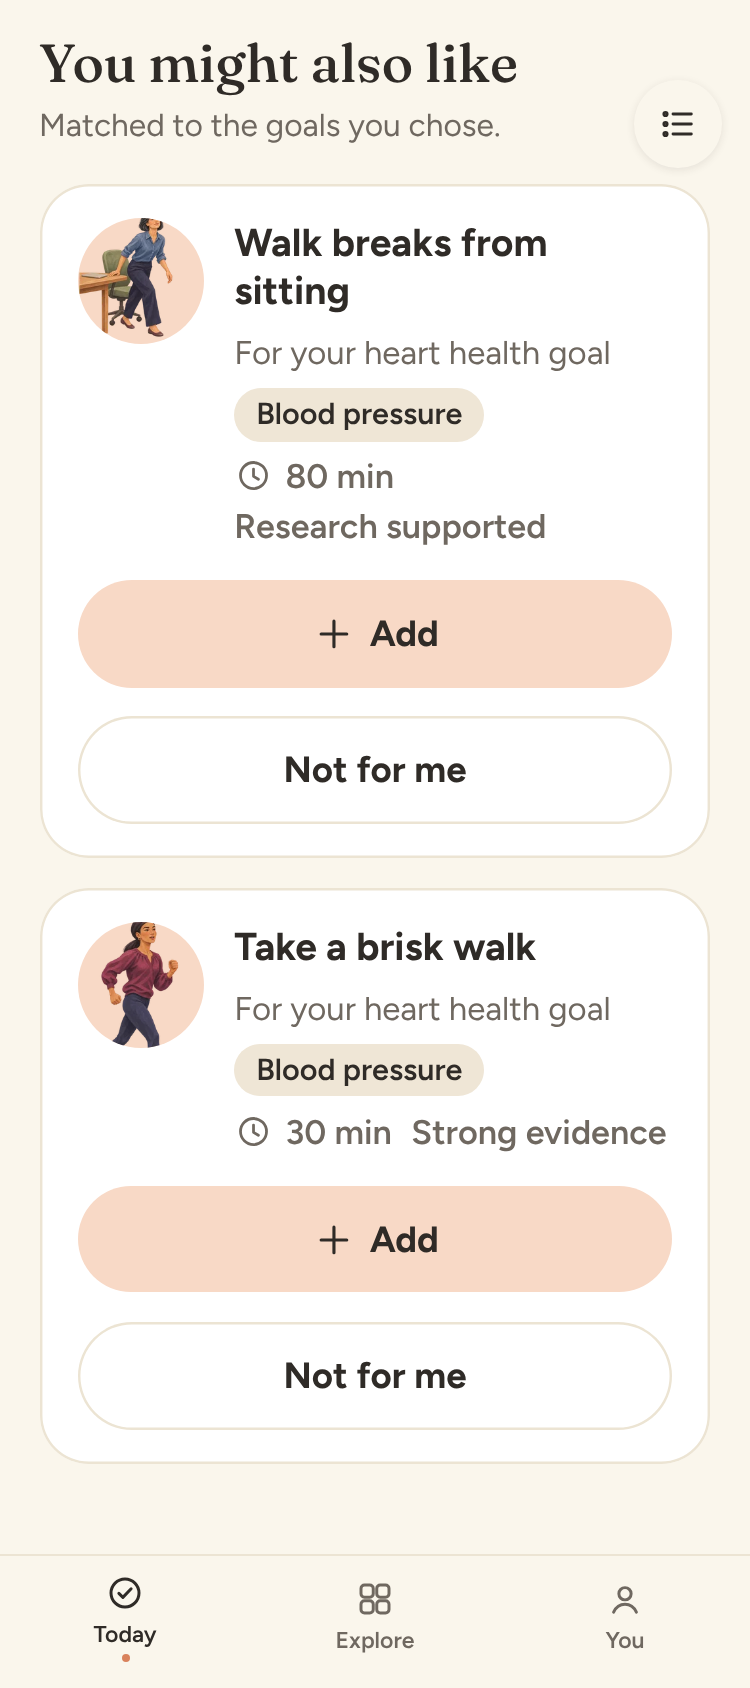 You might also like
Matched to the goals you chose.
Walk breaks from
sitting
For your heart health goal
Blood pressure
80 min
Research supported
Add
Not for me
Take a brisk walk
For your heart health goal
Blood pressure
30 min Strong evidence
Add
Not for me
Today
Explore
You